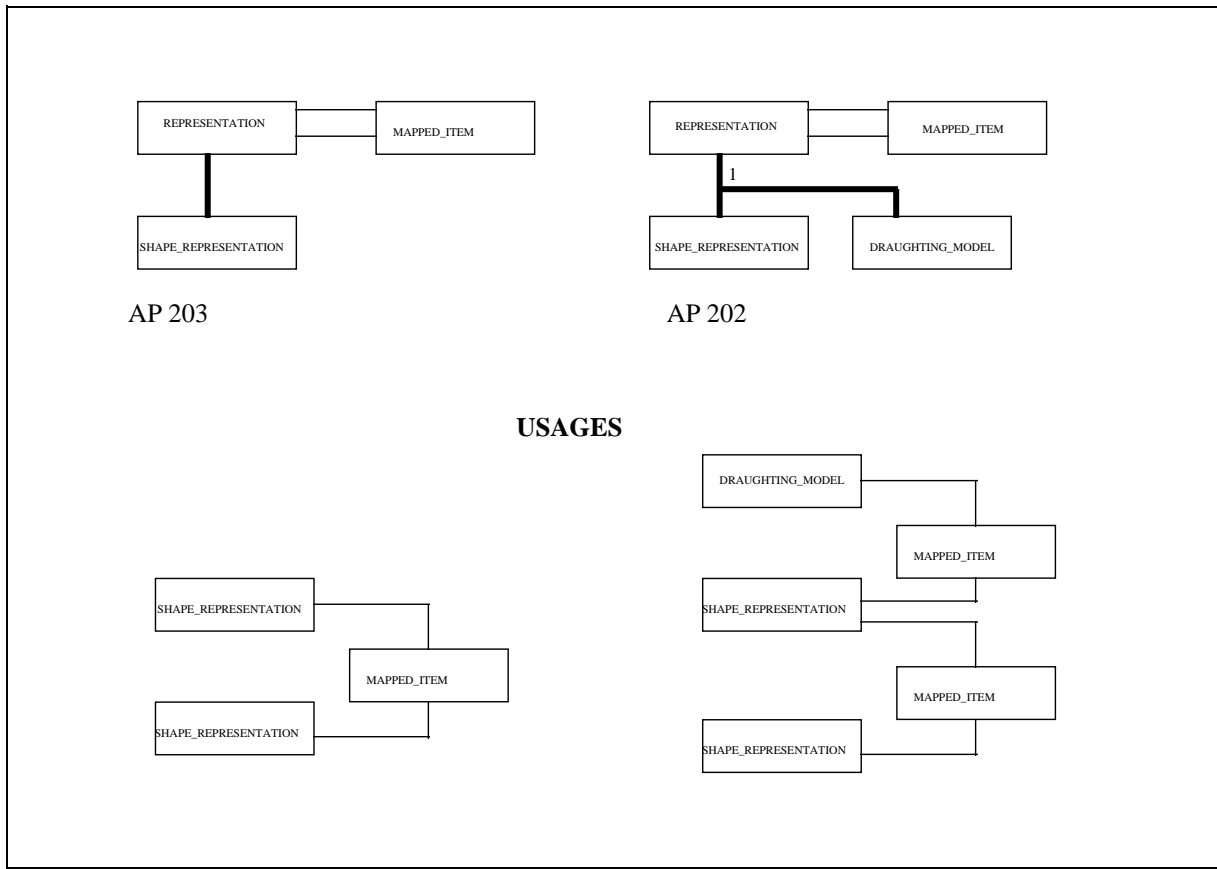 REPRESENTATION
MAPPED_ITEM
REPRESENTATION
MAPPED_ITEM
1
SHAPE_REPRESENTATION
SHAPE_REPRESENTATION
DRAUGHTING_MODEL
AP 203
AP 202
USAGES
DRAUGHTING_MODEL
MAPPED_ITEM
SHAPE_REPRESENTATION
SHAPE_REPRESENTATION
MAPPED_ITEM
MAPPED_ITEM
SHAPE_REPRESENTATION
SHAPE_REPRESENTATION